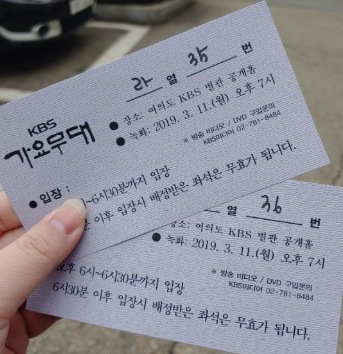 라 열 35 번
KBS
가요무대
● 장소: 여의도 KBS 별관 공개홀
● 녹화: 2019. 3. 11.(월) 오후 7시
※ 방송 비디오 / DVD 구입문의
KBS미디어 02-781-8484
● 입장 :
~6시30분까지 입장
분 이후 입장시 배정받은 좌석은 무효가 됩니다.
열 36 번
장소: 여의도 KBS 별관 공개홀
● 녹화: 2019. 3. 11.(월) 오후 7시
※ 방송 비디오 / DVD 구입문의
KBS미디어 02-781-8484
오후 6시~6시30분까지 입장
6시30분 이후 입장시 배정받은 좌석은 무효가 됩니다.